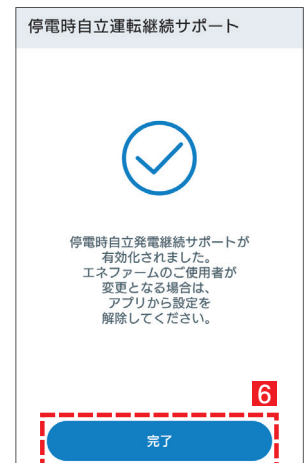 停電時自立運転継続サポート
停電時自立発電継続サポートが
有効化されました。
エネファームのご使用者が
変更となる場合は、
アプリから設定を
解除してください。
6
完了